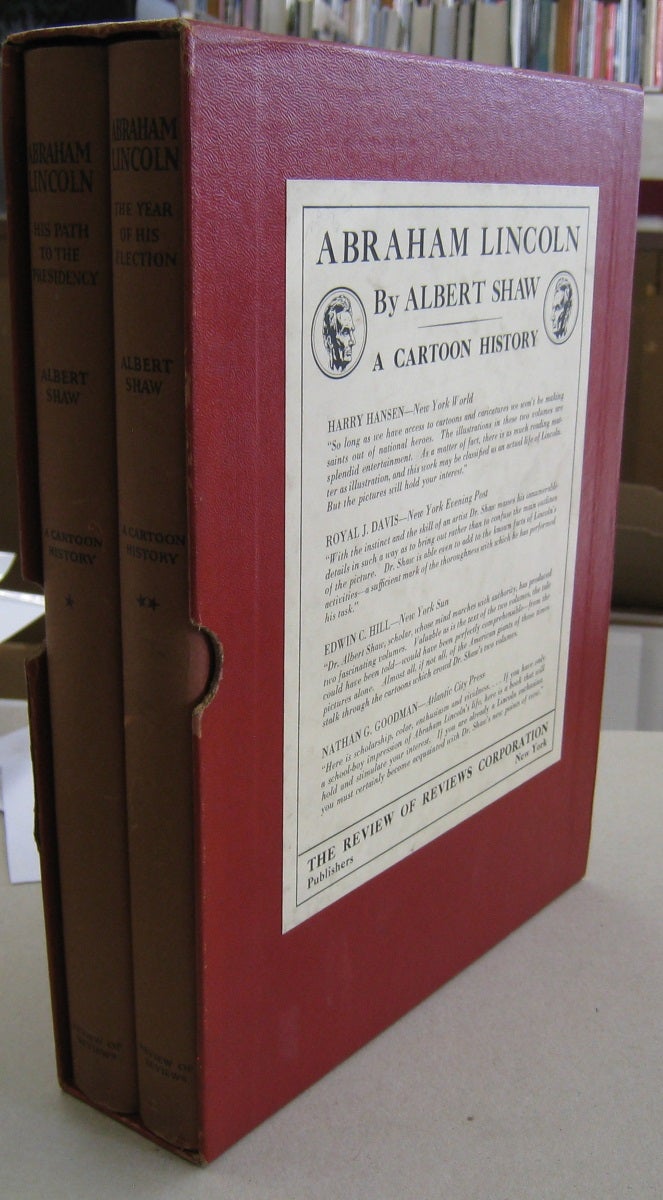 ABRAHAM
LINCOLN
HIS PATH
TO THE
PRESIDENCY
ALBERT
SHAW
A CARTOON
HISTORY
★
REVIEW OF
REVIEWS
ABRAHAM
LINCOLN
THE YEAR
OF HIS
ELECTION
ALBERT
SHAW
A CARTOON
HISTORY
★★
REVIEW OF
REVIEWS
ABRAHAM LINCOLN
By ALBERT SHAW
A CARTOON HISTORY
HARRY HANSEN—New York World
"So long as we have access to cartoons and caricatures we won't be making
saints out of national heroes. The illustrations in these two volumes are
splendid entertainment. As a matter of fact, there is as much reading mat-
ter as illustration, and this work may be classified as an actual life of Lincoln.
But the pictures will hold your interest."
ROYAL J. DAVIS—New York Evening Post
"With the instinct and the skill of an artist Dr. Shaw masses his innumerable
details in such a way as to bring out rather than to confuse the main outlines
of the picture. Dr. Shaw is able even to add to the known facts of Lincoln's
activities—a sufficient mark of the thoroughness with which he has performed
his task."
EDWIN C. HILL—New York Sun
"Dr. Albert Shaw, scholar, whose mind marches with authority, has produced
two fascinating volumes. Valuable as is the text of the two volumes, the tale
could have been told—would have been perfectly comprehensible—from the
pictures alone. Almost all, if not all, of the American giants of those times
stalk through the cartoons which crowd Dr. Shaw's two volumes.
NATHAN G. GOODMAN—Atlantic City Press
"Here is scholarship, color, enthusiasm and vividness. . . . If you have only
a school-boy impression of Abraham Lincoln's life, here is a book that will
hold and stimulate your interest. If you are already a Lincoln enthusiast,
you must certainly become acquainted with Dr. Shaw's new points of view."
THE REVIEW OF REVIEWS CORPORATION
Publishers
New York